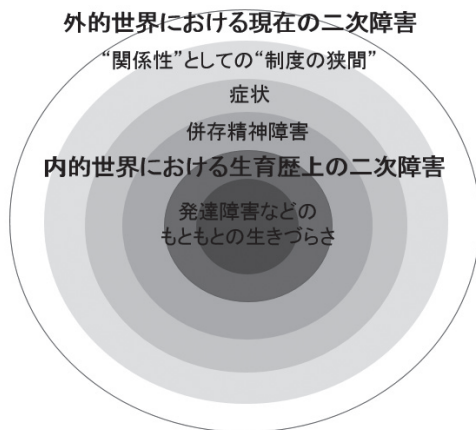 外的世界における現在の二次障害
“関係性”としての“制度の狭間”
症状
併存精神障害
内的世界における生育歴上の二次障害
発達障害などの
もともとの生きづらさ